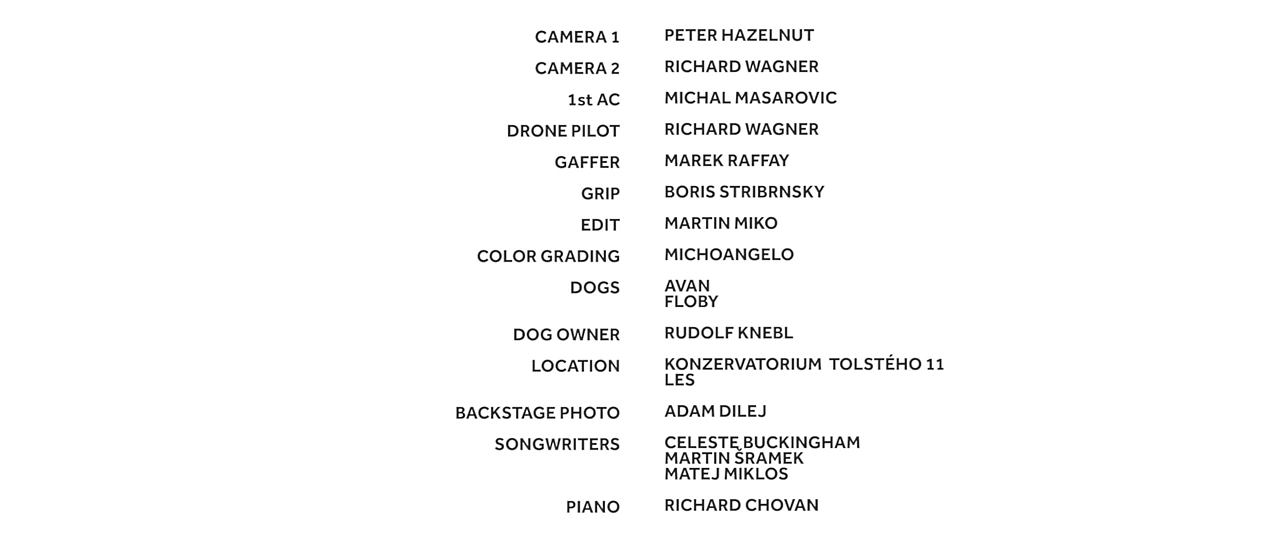 CAMERA 1 PETER HAZELNUT
CAMERA 2 RICHARD WAGNER
1st AC MICHAL MASAROVIC
DRONE PILOT RICHARD WAGNER
GAFFER MAREK RAFFAY
GRIP BORIS STRIBRNSKY
EDIT MARTIN MIKO
COLOR GRADING MICHOANGELO
DOGS AVAN
FLOBY
DOG OWNER RUDOLF KNEBL
LOCATION KONZERVATORIUM TOLSTÉHO 11
LES
BACKSTAGE PHOTO ADAM DILEJ
SONGWRITERS CELESTE BUCKINGHAM
MARTIN ŠRAMEK
MATEJ MIKLOS
PIANO RICHARD CHOVAN